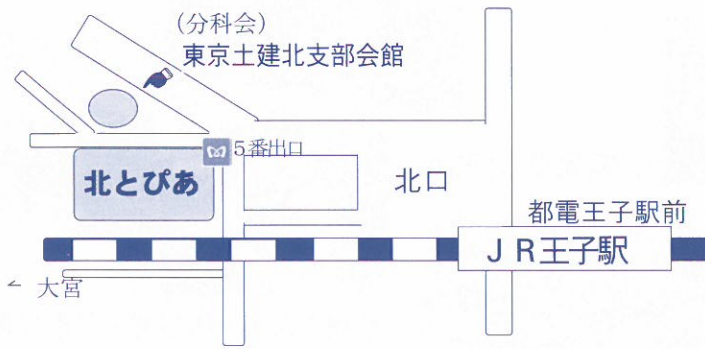 (分科会)
東京土建北支部会館
5番出口
北とぴあ
北口
都電王子駅前
JR王子駅
← 大宮